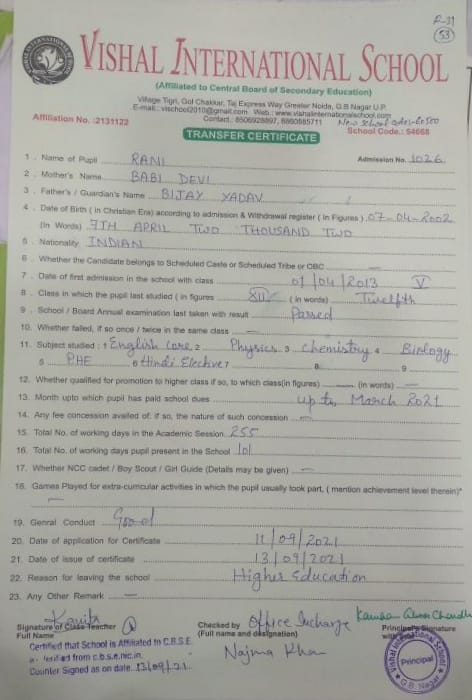 F-31
53
VISHAL INTERNATIONAL SCHOOL
(Affiliated to Central Board of Secondary Education)
Village Tigri, Gol Chakkar, Taj Express Way Greater Noida, G.B Nagar U.P.
E-mail: vischool2010@gmail.com Web.: www.vishalinternationalschool.com
Contact.: 8506928897, 8860885711
New school code-60500
Affiliation No. :2131122
School Code.: 54668
TRANSFER CERTIFICATE
1 . Name of Pupil RANI Admission No. 1026
2 . Mother's Name BABI DEVI
3 . Father's / Guardian's Name BIJAY YADAV
4 . Date of Birth ( in Christian Era) according to admission & Withdrawal register ( in Figures ) 07-04-2002
(in Words) 7TH APRIL TWO THOUSAND TWO
5 . Nationality INDIAN
6 . Whether the Candidate belongs to Scheduled Caste or Scheduled Tribe or OBC —
7 . Date of first admission in the school with class 01/04/2013 V
8 . Class in which the pupil last studied ( in figures XII ( in words) Twelfth
9 . School / Board Annual examination last taken with result Passed
10. Whether failed, if so once / twice in the same class —
11. Subject studied : 1 English Core 2 Physics 3 Chemistry 4 Biology
5 PHE 6 Hindi Elective 7 8 9
12. Whether qualified for promotion to higher class if so, to which class(in figures) — (in words) —
13. Month upto which pupil has paid school dues up to March 2021
14. Any fee concession availed of: if so, the nature of such concession —
15. Total No. of working days in the Academic Session 255
16. Total No. of working days pupil present in the School 101
17. Whether NCC cadet / Boy Scout / Girl Guide (Details may be given) —
18. Games Played for extra-curricular activities in which the pupil usually took part, ( mention achievement level therein)*
—
19. Genral Conduct Good
20. Date of application for Certificate 11/09/2021
21. Date of issue of certificate 13/09/2021
22. Reason for leaving the school Higher Education
23. Any Other Remark —
Signature of Class Teacher
Full Name
Checked by Office Incharge
(Full name and designation)
Najma Khan
Principal's Signature
with
Certified that School is Affiliated to C.B.S.E.
Verified from c.b.s.e.nic.in.
Counter Signed as on date 13/09/21
Vishal International School
Principal
G.B. Nagar